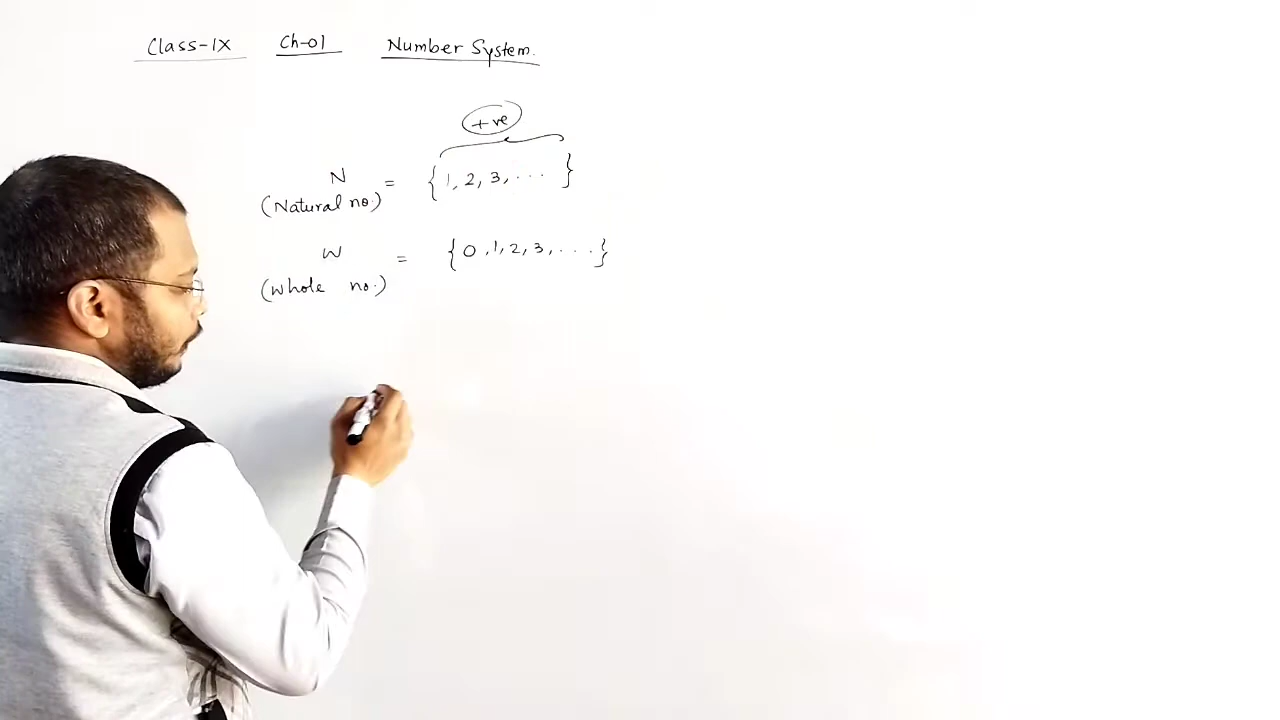 Class-IX Ch-01 Number System.
+ve
N = {1, 2, 3, . . . }
(Natural no.)
W = {0, 1, 2, 3, . . . . }
(Whole no.)